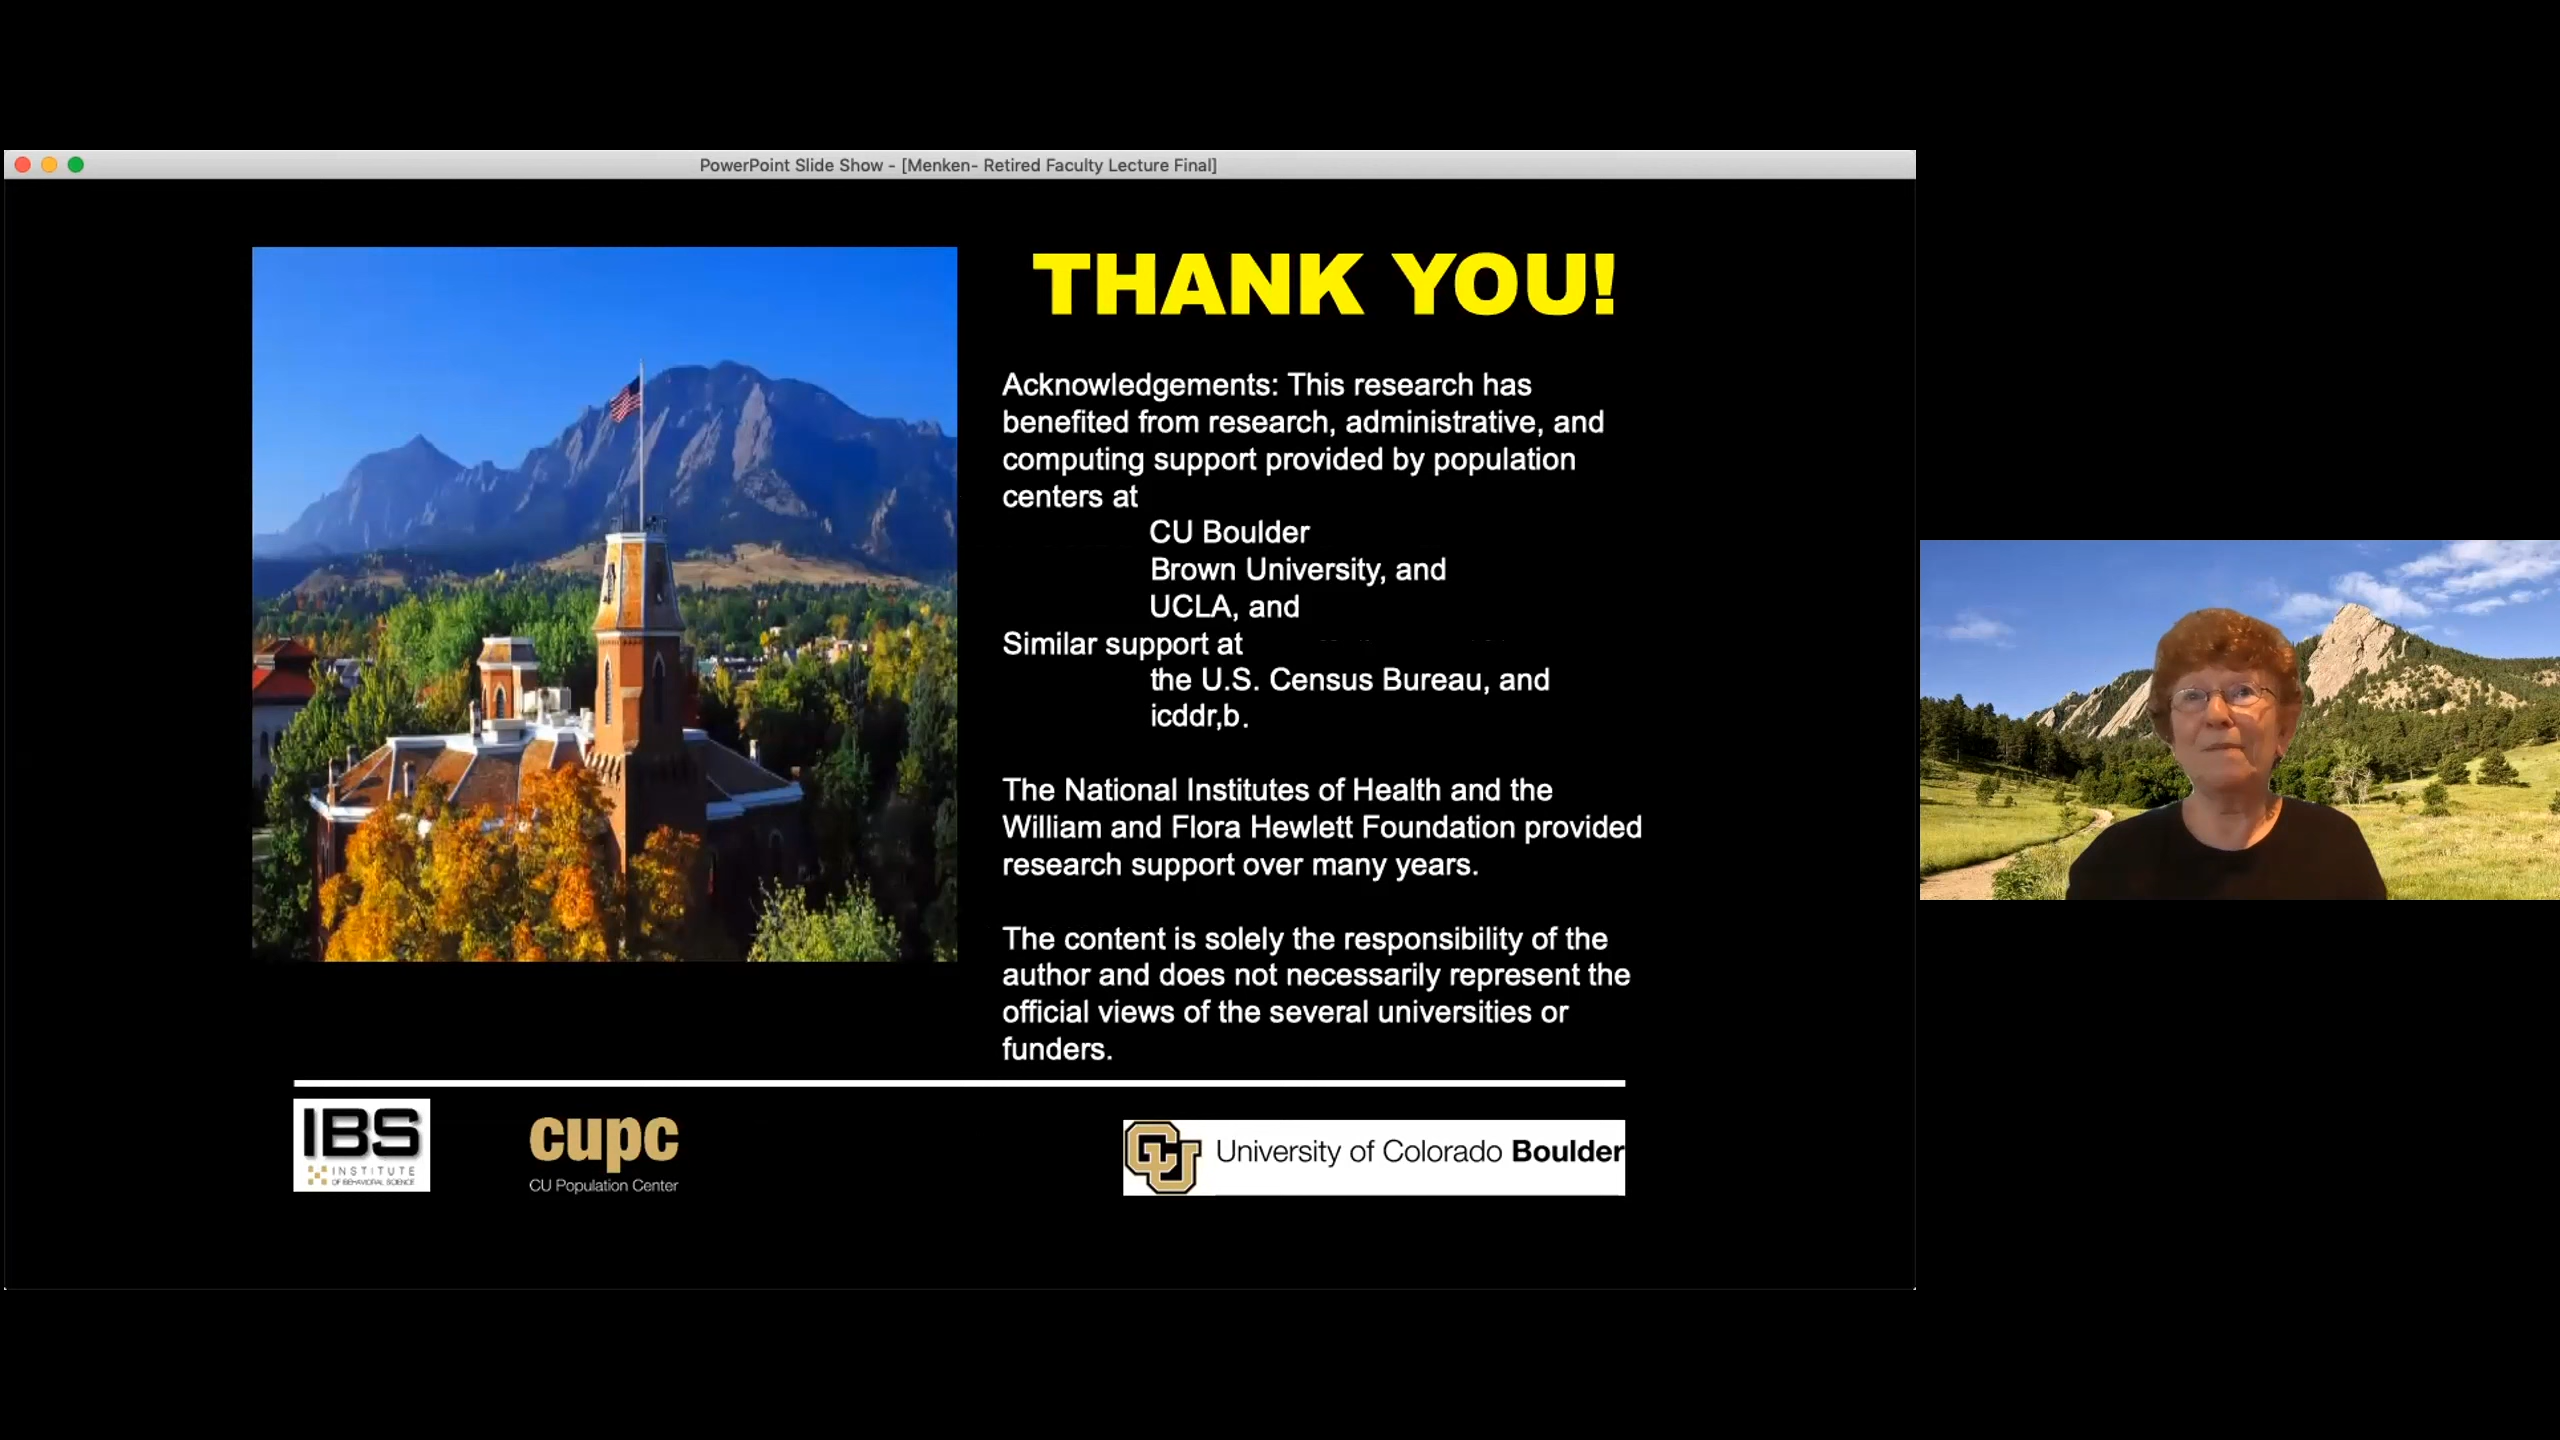 PowerPoint Slide Show - [Menken- Retired Faculty Lecture Final]
THANK YOU!
Acknowledgements: This research has
benefited from research, administrative, and
computing support provided by population
centers at
CU Boulder
Brown University, and
UCLA, and
Similar support at
the U.S. Census Bureau, and
icddr,b.
The National Institutes of Health and the
William and Flora Hewlett Foundation provided
research support over many years.
The content is solely the responsibility of the
author and does not necessarily represent the
official views of the several universities or
funders.
IBS
INSTITUTE
OF BEHAVIORAL SCIENCE
cupc
CU Population Center
CU
University of Colorado Boulder